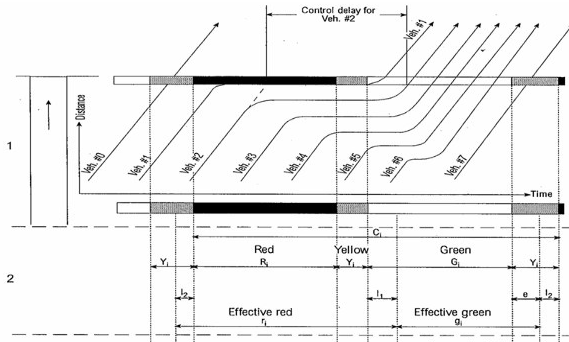 Control delay for
Veh. #2
Veh. #1
1
Distance
Veh. #0
Veh. #1
Veh. #2
Veh. #3
Veh. #4
Veh. #5
Veh. #6
Veh. #7
Time
Ci
Red
Yellow
Green
Yi
Ri
Yi
Gi
Yi
2
l2
l1
e
l2
Effective red
Effective green
ri
gi